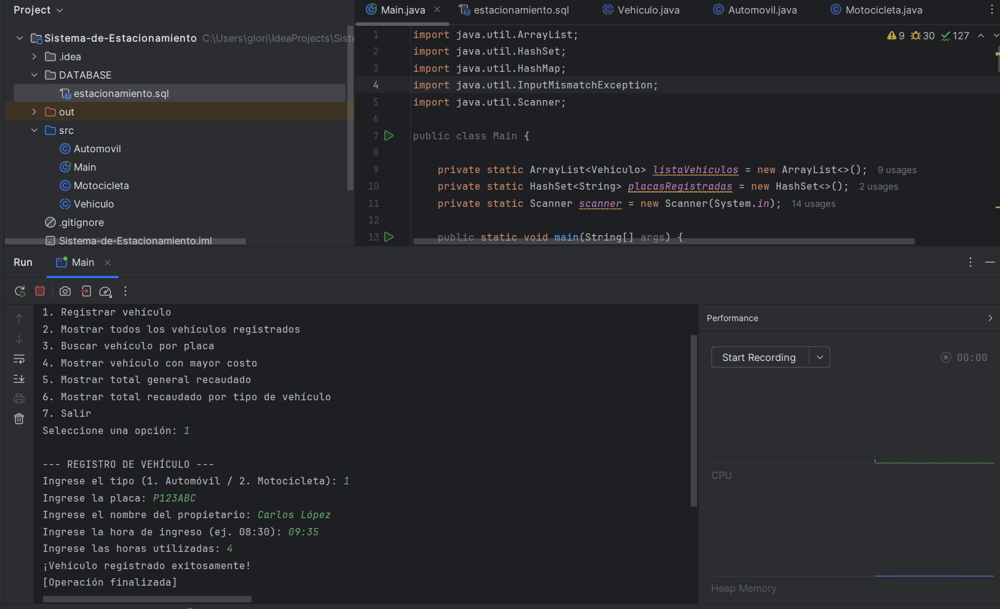 Project
Sistema-de-Estacionamiento C:\Users\glori\IdeaProjects\Siste
.idea
DATABASE
estacionamiento.sql
out
src
Automovil
Main
Motocicleta
Vehiculo
.gitignore
Sistema-de-Estacionamiento.iml
Main.java
estacionamiento.sql
Vehiculo.java
Automovil.java
Motocicleta.java
9 30 127
1 import java.util.ArrayList;
2 import java.util.HashSet;
3 import java.util.HashMap;
4 import java.util.InputMismatchException;
5 import java.util.Scanner;
6
7 public class Main {
8
9 private static ArrayList<Vehiculo> listaVehiculos = new ArrayList<>(); 9 usages
10 private static HashSet<String> placasRegistradas = new HashSet<>(); 2 usages
11 private static Scanner scanner = new Scanner(System.in); 14 usages
12
13 public static void main(String[] args) {
Run Main
1. Registrar vehículo
2. Mostrar todos los vehículos registrados
3. Buscar vehículo por placa
4. Mostrar vehículo con mayor costo
5. Mostrar total general recaudado
6. Mostrar total recaudado por tipo de vehículo
7. Salir
Seleccione una opción: 1
--- REGISTRO DE VEHÍCULO ---
Ingrese el tipo (1. Automóvil / 2. Motocicleta): 1
Ingrese la placa: P123ABC
Ingrese el nombre del propietario: Carlos López
Ingrese la hora de ingreso (ej. 08:30): 09:35
Ingrese las horas utilizadas: 4
¡Vehículo registrado exitosamente!
[Operación finalizada]
Performance
Start Recording
00:00
CPU
Heap Memory